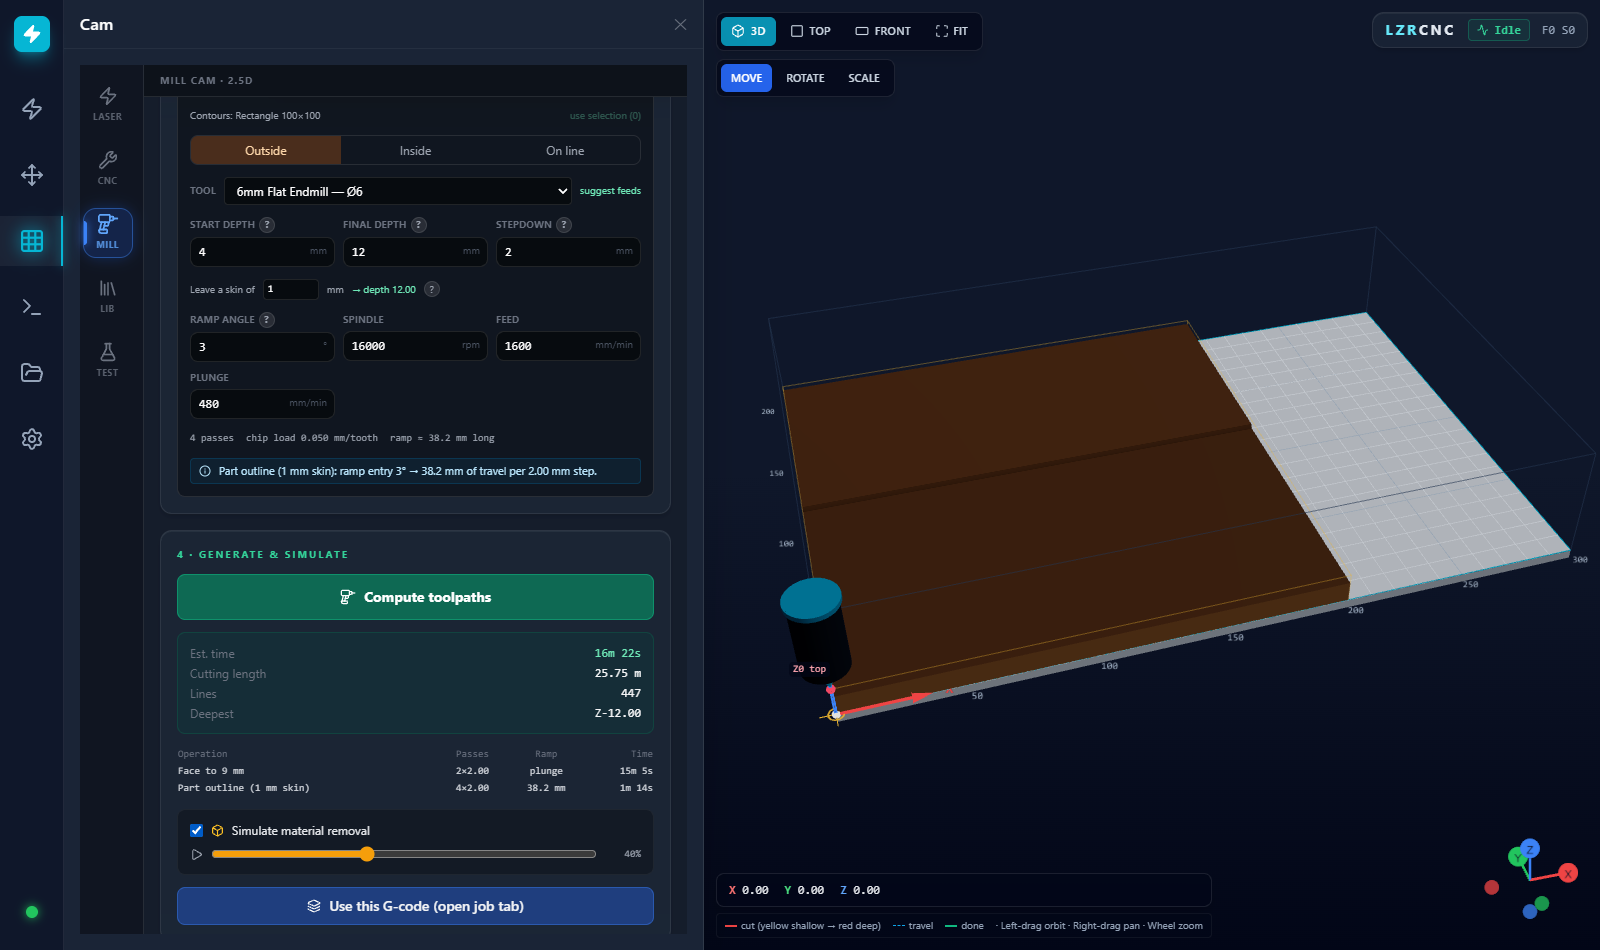 Cam
3D
TOP
FRONT
FIT
LZRCNC
Idle
F0 S0
MOVE
ROTATE
SCALE
MILL CAM · 2.5D
LASER
CNC
MILL
LIB
TEST
Contours: Rectangle 100×100
use selection (0)
Outside
Inside
On line
TOOL
6mm Flat Endmill — Ø6
suggest feeds
START DEPTH ?
FINAL DEPTH ?
STEPDOWN ?
4 mm
12 mm
2 mm
Leave a skin of 1 mm → depth 12.00 ?
RAMP ANGLE ?
SPINDLE
FEED
3 °
16000 rpm
1600 mm/min
PLUNGE
480 mm/min
4 passes chip load 0.050 mm/tooth ramp = 38.2 mm long
Part outline (1 mm skin): ramp entry 3° → 38.2 mm of travel per 2.00 mm step.
4 · GENERATE & SIMULATE
Compute toolpaths
Est. time 16m 22s
Cutting length 25.75 m
Lines 447
Deepest Z-12.00
Operation Passes Ramp Time
Face to 9 mm 2×2.00 plunge 15m 5s
Part outline (1 mm skin) 4×2.00 38.2 mm 1m 14s
Simulate material removal
40%
Use this G-code (open job tab)
200
150
100
Z0 top
50
100
150
200
250
300
X 0.00 Y 0.00 Z 0.00
cut (yellow shallow → red deep) --- travel done · Left-drag orbit · Right-drag pan · Wheel zoom
Z
Y
X